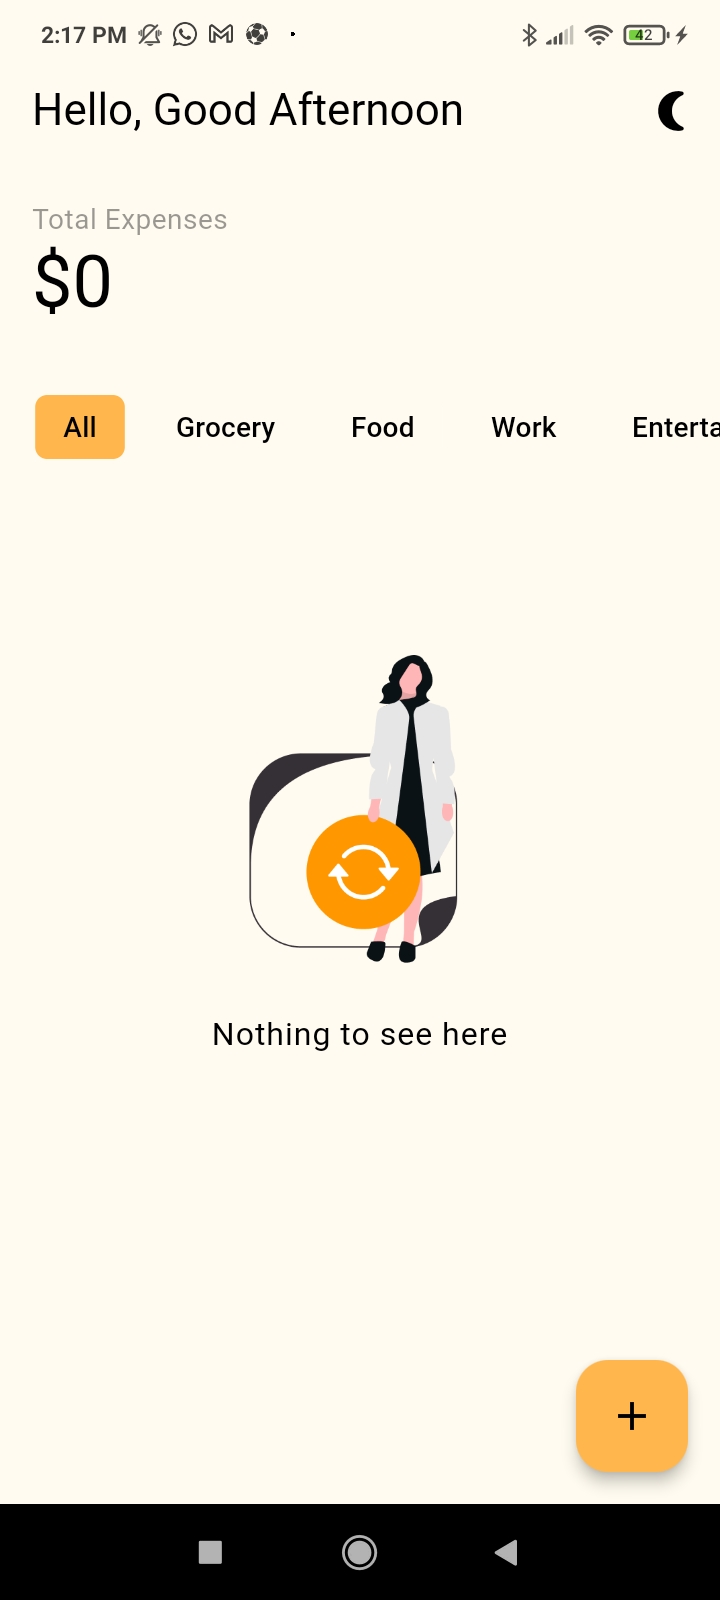 2:17 PM 42
Hello, Good Afternoon
Total Expenses
$0
All Grocery Food Work Enterta
Nothing to see here